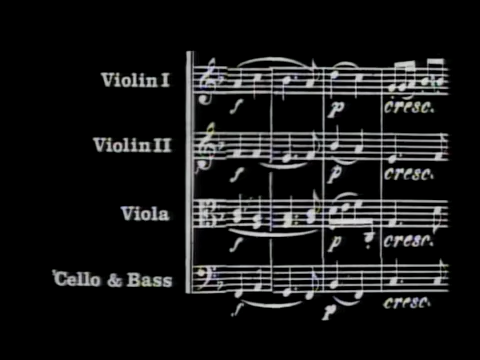 Violin I
f p cresc.
Violin II
f p cresc.
Viola
f p cresc.
'Cello & Bass
f p cresc.